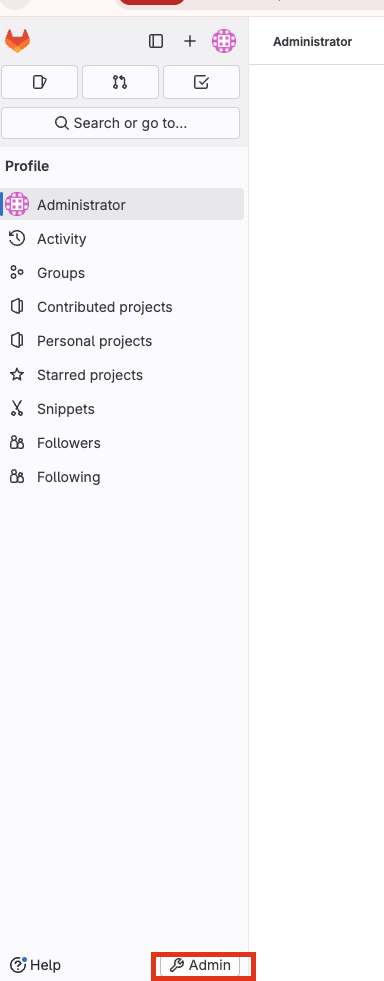 Administrator
Search or go to...
Profile
Administrator
Activity
Groups
Contributed projects
Personal projects
Starred projects
Snippets
Followers
Following
Help
Admin